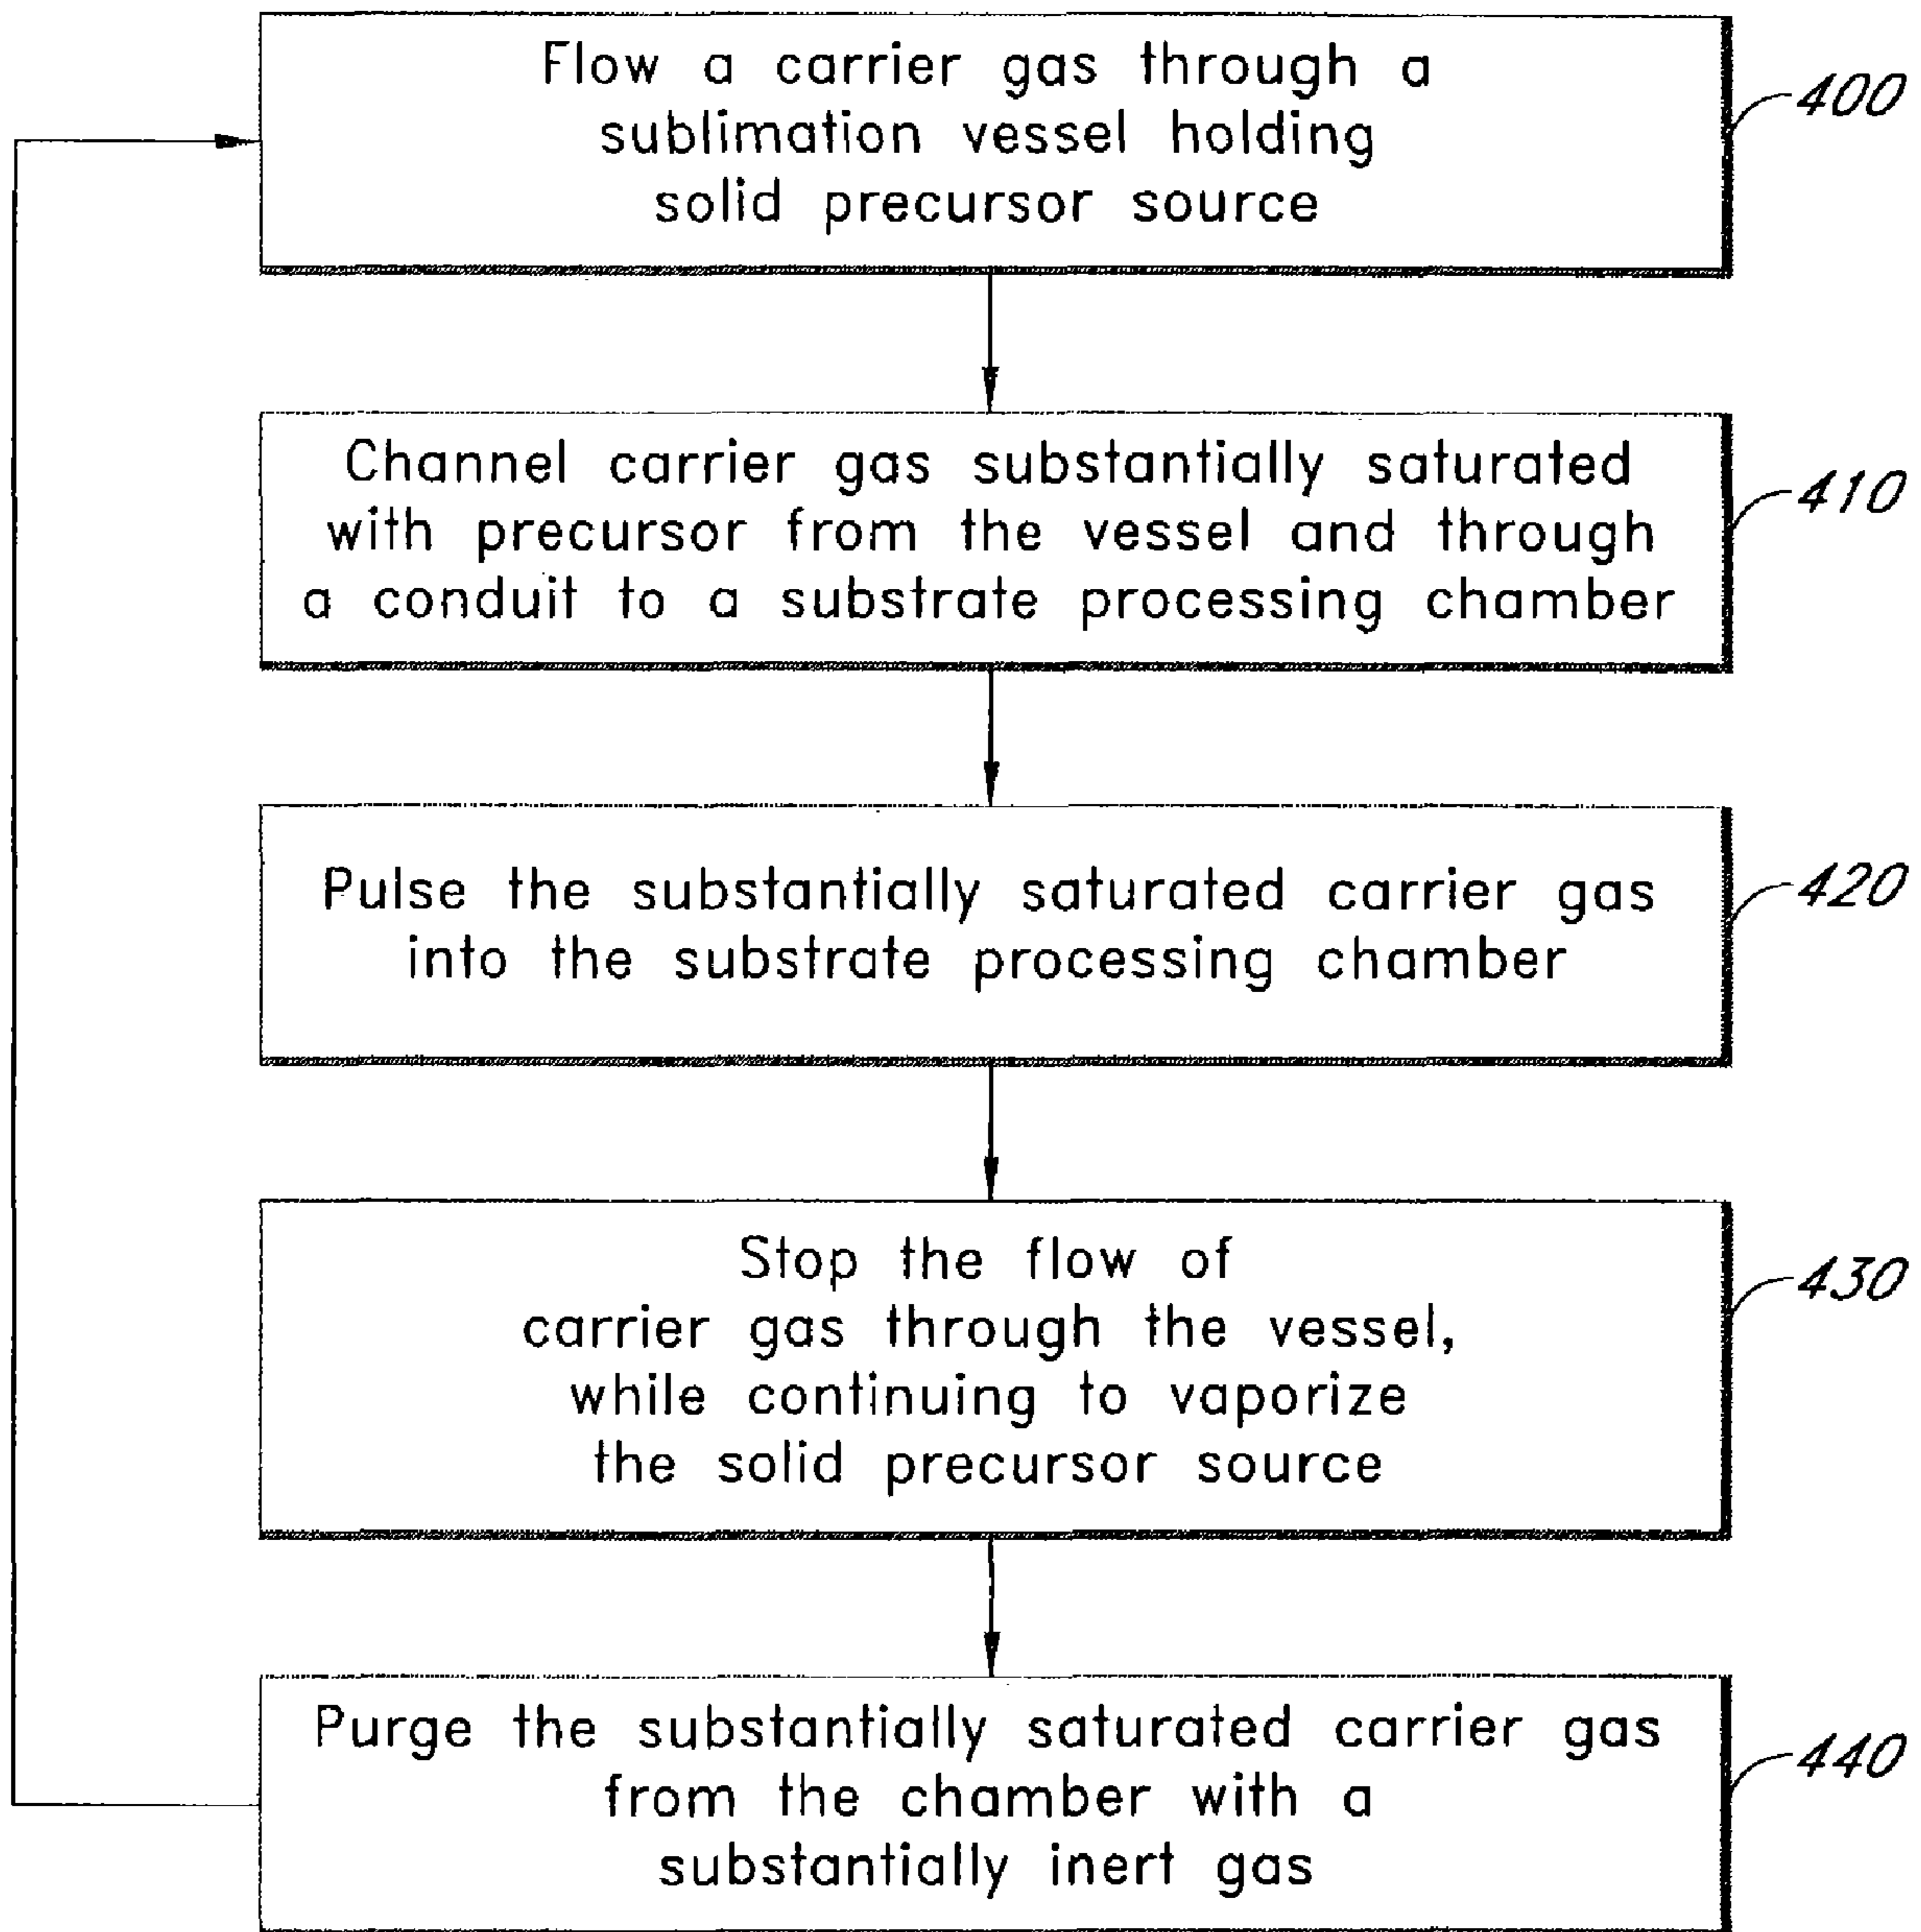 Flow a carrier gas through a
sublimation vessel holding
solid precursor source
400
Channel carrier gas substantially saturated
with precursor from the vessel and through
a conduit to a substrate processing chamber
410
Pulse the substantially saturated carrier gas
into the substrate processing chamber
420
Stop the flow of
carrier gas through the vessel,
while continuing to vaporize
the solid precursor source
430
Purge the substantially saturated carrier gas
from the chamber with a
substantially inert gas
440